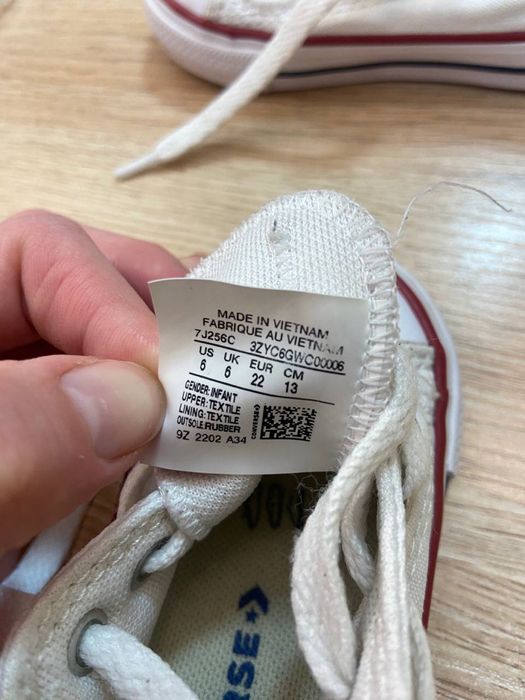 MADE IN VIETNAM
FABRIQUE AU VIETNAM
7J256C 3ZYC6GWC00006
US UK EUR CM
6 6 22 13
GENDER: INFANT
UPPER: TEXTILE
LINING: TEXTILE
OUTSOLE: RUBBER
CONVERSE
9Z 2202 A34
RSE